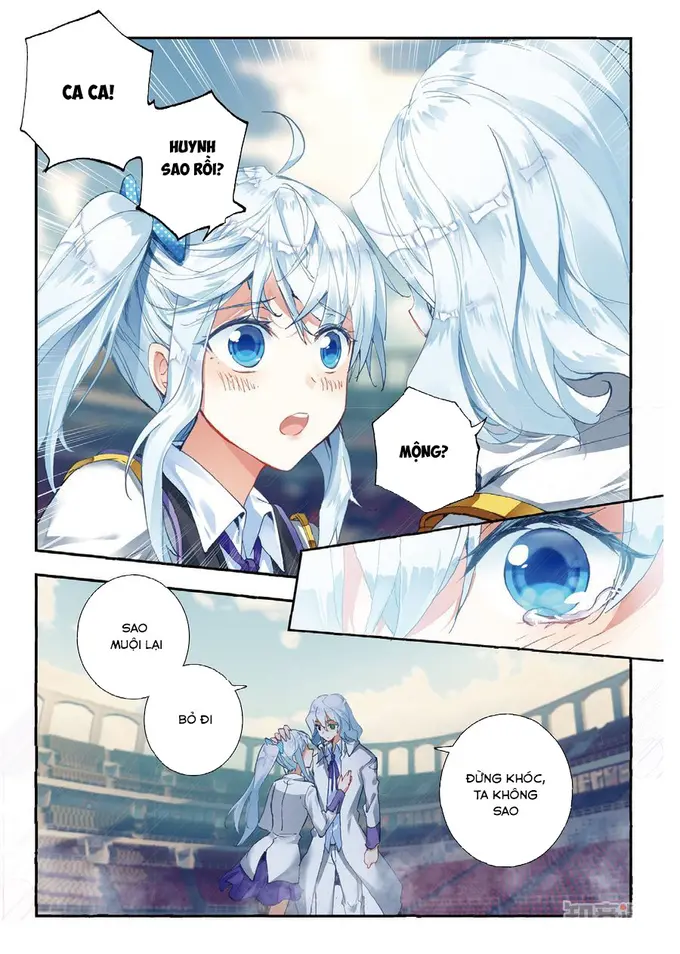 CA CA!
HUYNH
SAO RỒI?
MỘNG?
SAO
MUỘI LẠI
BỎ ĐI
ĐỪNG KHÓC,
TA KHÔNG
SAO